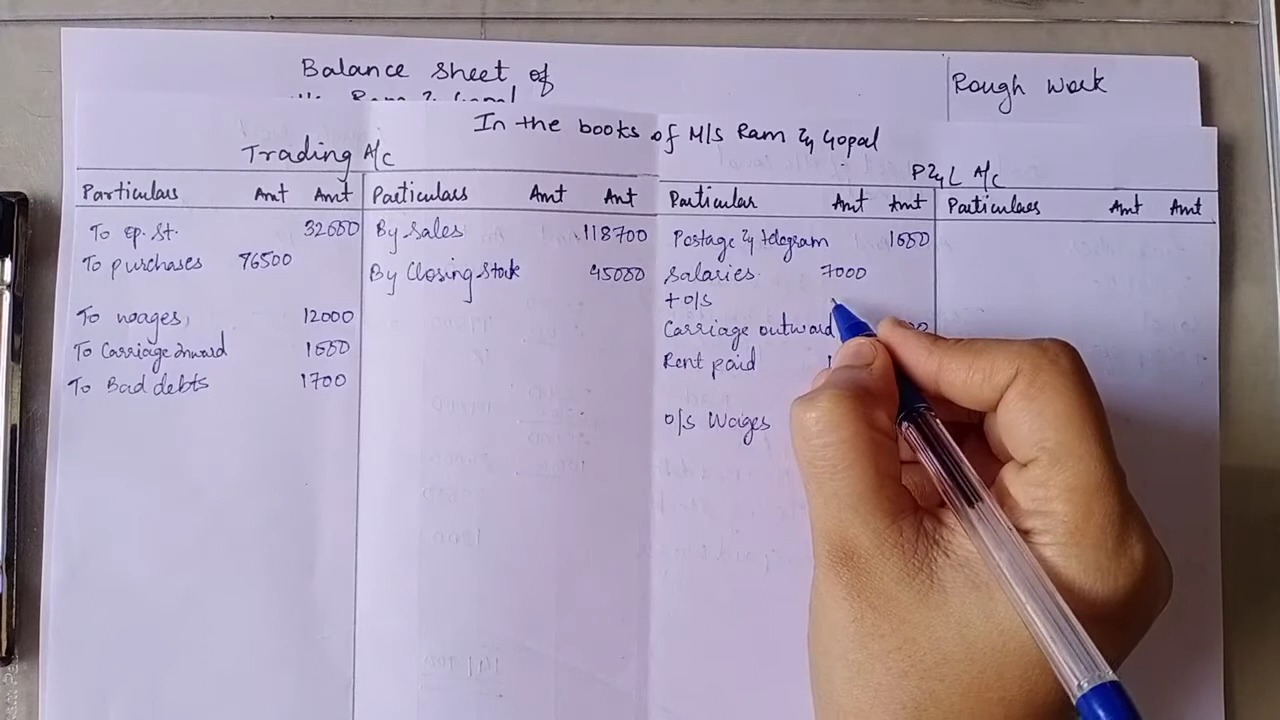 Balance sheet of
Rough Work
In the books of M/S Ram & Gopal
Trading A/c
P & L A/c
Particulars Amt Amt Particulars Amt Amt Particular Amt Amt Particulars Amt Amt
To op. st. 32000 By Sales 118700 Postage & telegram 1000
To purchases 76500 By Closing Stock 45000 Salaries 7000
+ o/s
To wages, 12000 Carriage outward
To Carriage Inward 1000 Rent paid
To Bad debts 1700
o/s Wages